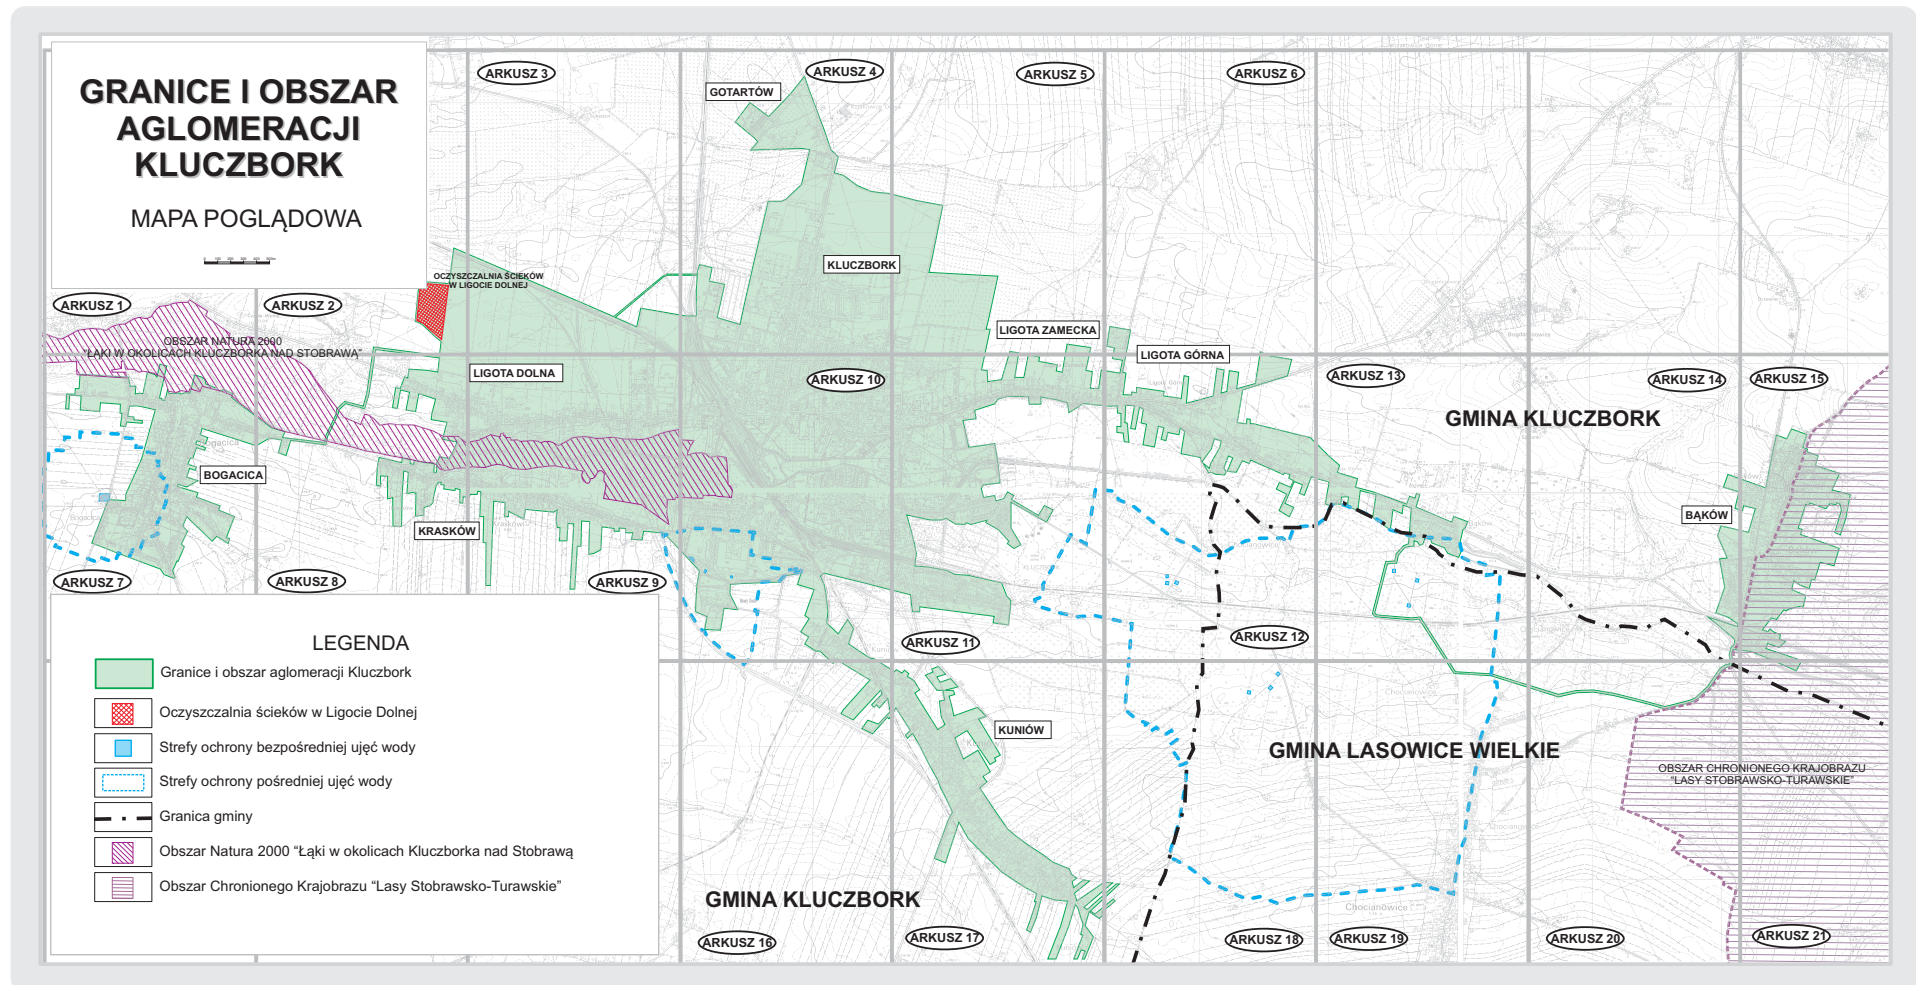 GRANICE I OBSZAR
AGLOMERACJI
KLUCZBORK
MAPA POGLĄDOWA
ARKUSZ 3
GOTARTÓW
ARKUSZ 4
ARKUSZ 5
ARKUSZ 6
KLUCZBORK
OCZYSZCZALNIA ŚCIEKÓW
W LIGOCIE DOLNEJ
ARKUSZ 1
ARKUSZ 2
OBSZAR NATURA 2000
"ŁĄKI W OKOLICACH KLUCZBORKA NAD STOBRAWĄ"
LIGOTA ZAMECKA
LIGOTA GÓRNA
LIGOTA DOLNA
ARKUSZ 10
ARKUSZ 13
ARKUSZ 14
ARKUSZ 15
GMINA KLUCZBORK
BOGACICA
KRASKÓW
BĄKÓW
ARKUSZ 7
ARKUSZ 8
ARKUSZ 9
ARKUSZ 11
ARKUSZ 12
KUNIÓW
GMINA LASOWICE WIELKIE
OBSZAR CHRONIONEGO KRAJOBRAZU
"LASY STOBRAWSKO-TURAWSKIE"
Chocianowice
GMINA KLUCZBORK
ARKUSZ 16
ARKUSZ 17
ARKUSZ 18
ARKUSZ 19
ARKUSZ 20
ARKUSZ 21
LEGENDA
Granice i obszar aglomeracji Kluczbork
Oczyszczalnia ścieków w Ligocie Dolnej
Strefy ochrony bezpośredniej ujęć wody
Strefy ochrony pośredniej ujęć wody
Granica gminy
Obszar Natura 2000 “Łąki w okolicach Kluczborka nad Stobrawą
Obszar Chronionego Krajobrazu “Lasy Stobrawsko-Turawskie”